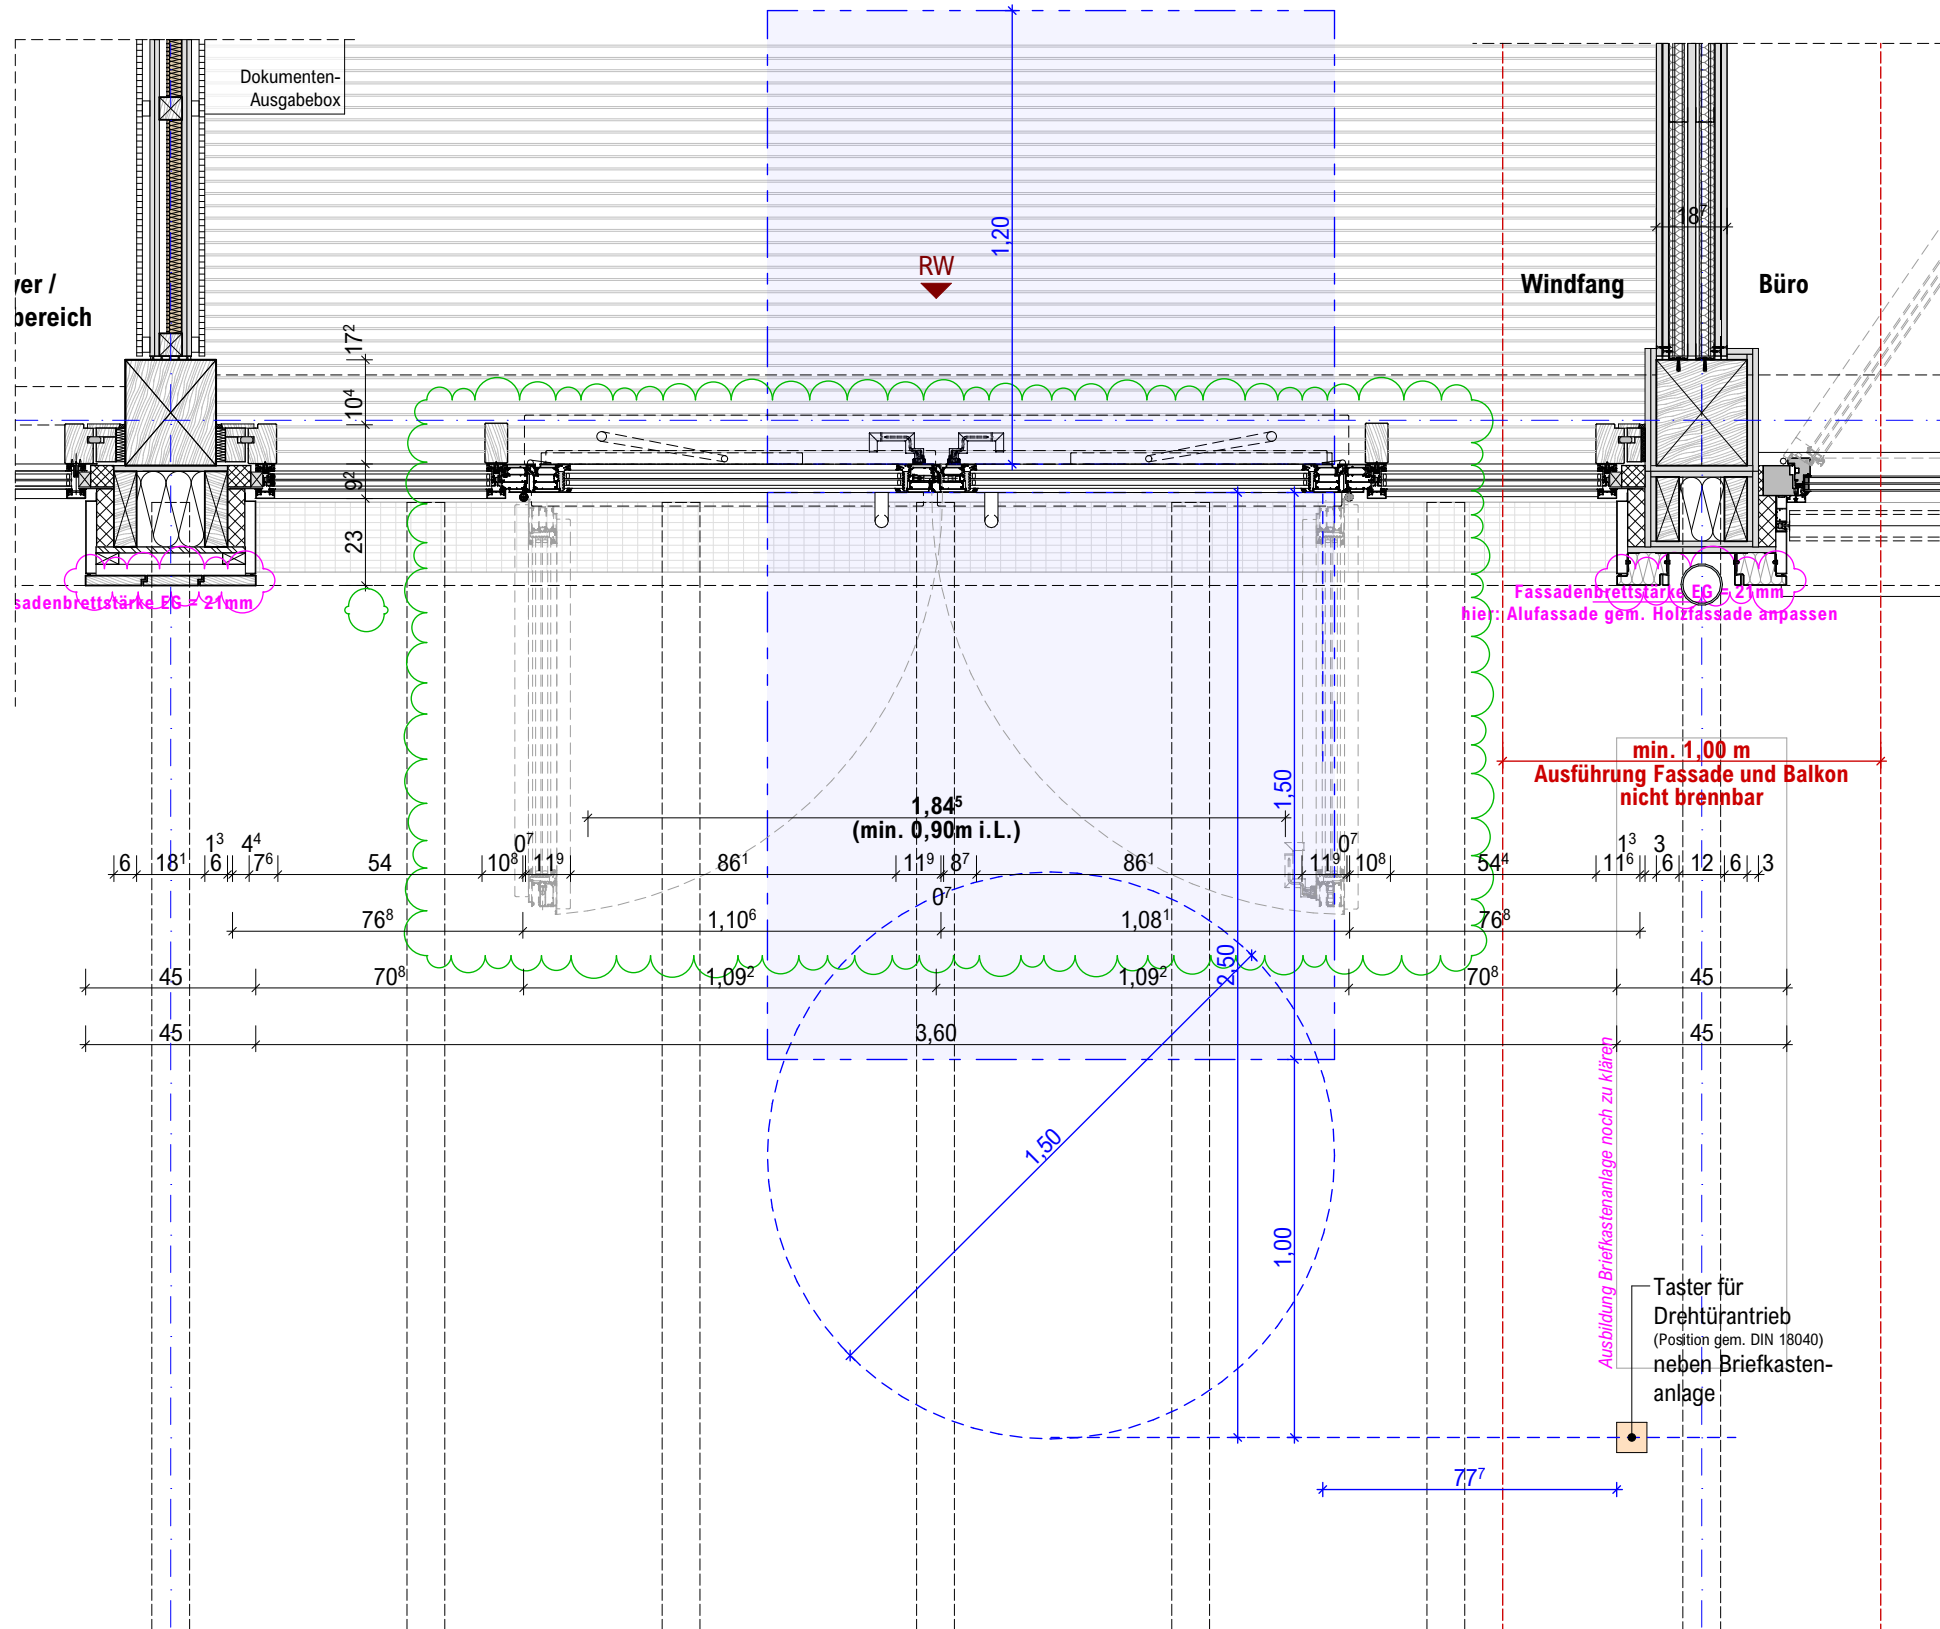 Dokumenten-
Ausgabebox
1,20
18⁷
RW
Windfang
Büro
bereich
17²
10⁴
9²
23
Fassadenbrettstärke EG = 21mm
hier: Alufassade gem. Holzfassade anpassen
sadenbrettstärke EG = 21mm
min. 1,00 m
Ausführung Fassade und Balkon
nicht brennbar
1,50
1,84⁵
(min. 0,90m i.L.)
1³ 4⁴ 0⁷ 0⁷ 1³ 3
6 18¹ 6 7⁶ 54 10⁸ 11⁹ 86¹ 11⁹ 8⁷ 86¹ 11⁹ 10⁸ 54⁴ 11⁶ 6 12 6 3
0⁷
76⁸ 1,10⁶ 1,08¹ 76⁸
2,50
45 70⁸ 1,09² 1,09² 70⁸ 45
45 3,60 45
Ausbildung Briefkastenanlage noch zu klären
1,50
1,00
Taster für
Drehtürantrieb
(Position gem. DIN 18040)
neben Briefkasten-
anlage
77⁷